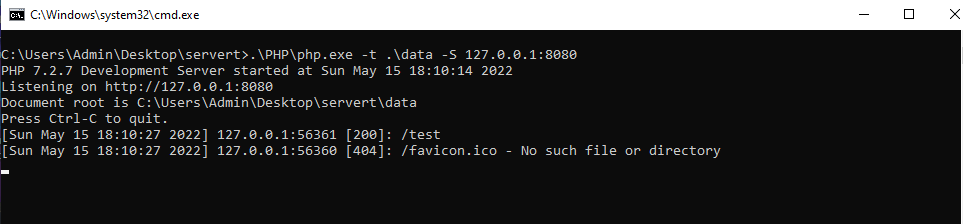 C:\Windows\system32\cmd.exe
C:\Users\Admin\Desktop\servert>.\PHP\php.exe -t .\data -S 127.0.0.1:8080
PHP 7.2.7 Development Server started at Sun May 15 18:10:14 2022
Listening on http://127.0.0.1:8080
Document root is C:\Users\Admin\Desktop\servert\data
Press Ctrl-C to quit.
[Sun May 15 18:10:27 2022] 127.0.0.1:56361 [200]: /test
[Sun May 15 18:10:27 2022] 127.0.0.1:56360 [404]: /favicon.ico - No such file or directory